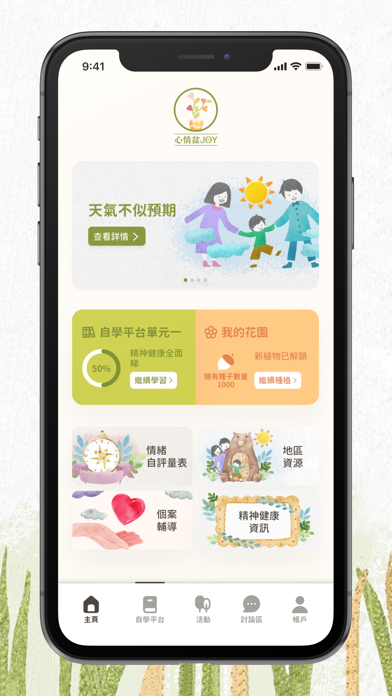 9:41
心情盆JOY
天氣不似預期
查看詳情
自學平台單元一
精神健康全面
睇
50%
繼續學習
我的花園
新植物已解鎖
擁有種子數量
1000
繼續種植
情緒
自評量表
地區
資源
個案
輔導
精神健康
資訊
主頁
自學平台
活動
討論區
帳戶